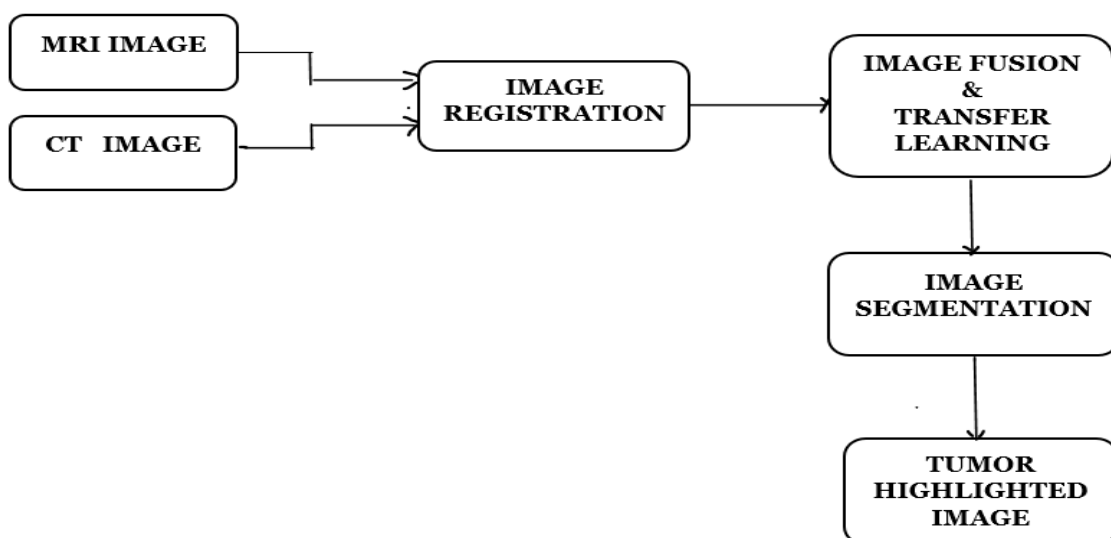 MRI IMAGE
CT IMAGE
IMAGE
REGISTRATION
IMAGE FUSION
&
TRANSFER
LEARNING
IMAGE
SEGMENTATION
TUMOR
HIGHLIGHTED
IMAGE